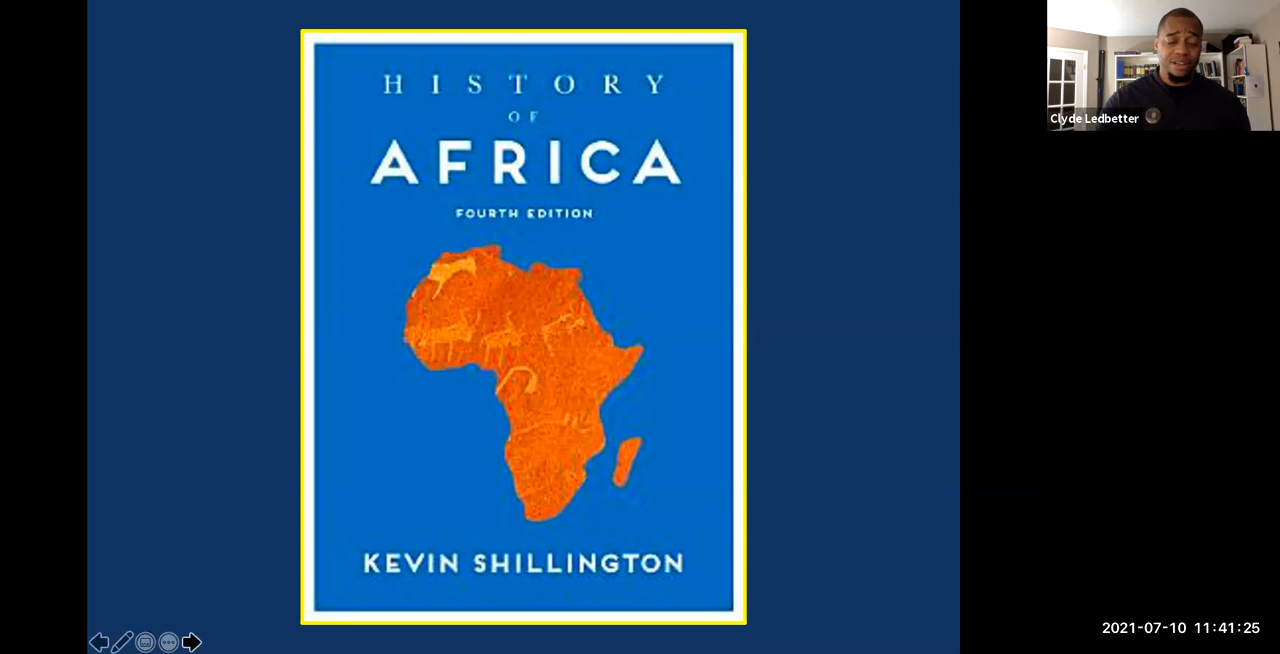 HISTORY
OF
AFRICA
FOURTH EDITION
KEVIN SHILLINGTON
Clyde Ledbetter
2021-07-10 11:41:25